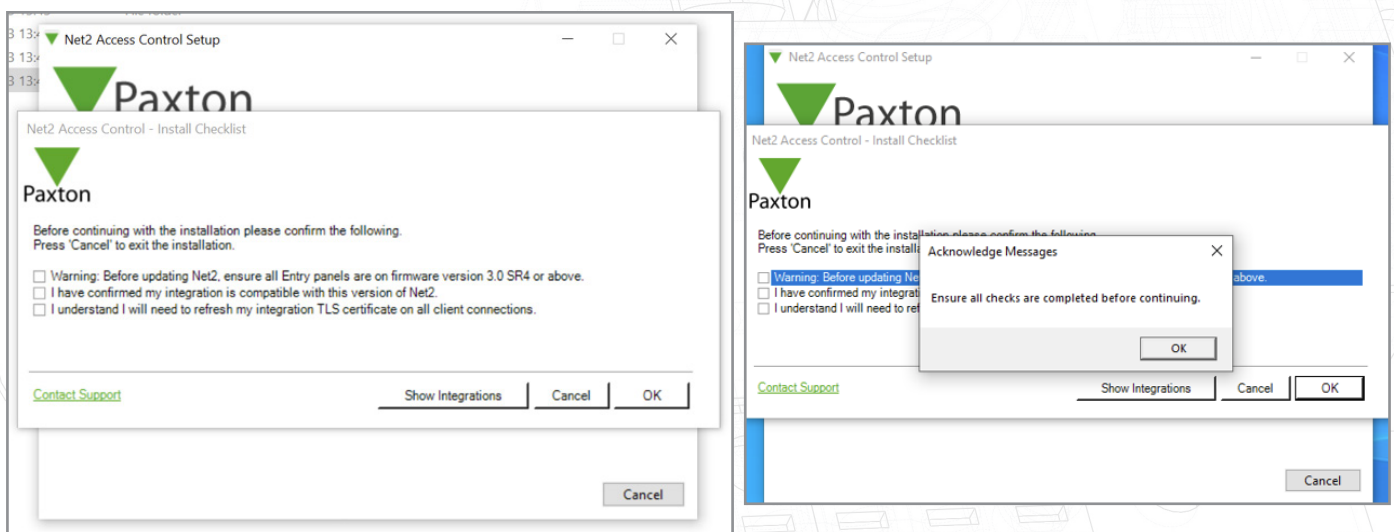 Net2 Access Control Setup
Paxton
Net2 Access Control - Install Checklist
Paxton
Before continuing with the installation please confirm the following.
Press 'Cancel' to exit the installation.
Warning: Before updating Net2, ensure all Entry panels are on firmware version 3.0 SR4 or above.
I have confirmed my integration is compatible with this version of Net2.
I understand I will need to refresh my integration TLS certificate on all client connections.
Contact Support
Show Integrations
Cancel
OK
Cancel
Net2 Access Control Setup
Paxton
Net2 Access Control - Install Checklist
Paxton
Before continuing with the installation please confirm the following.
Press 'Cancel' to exit the installa
Acknowledge Messages
Warning: Before updating Ne
above.
I have confirmed my integrati
Ensure all checks are completed before continuing.
I understand I will need to ref
OK
Contact Support
Show Integrations
Cancel
OK
Cancel